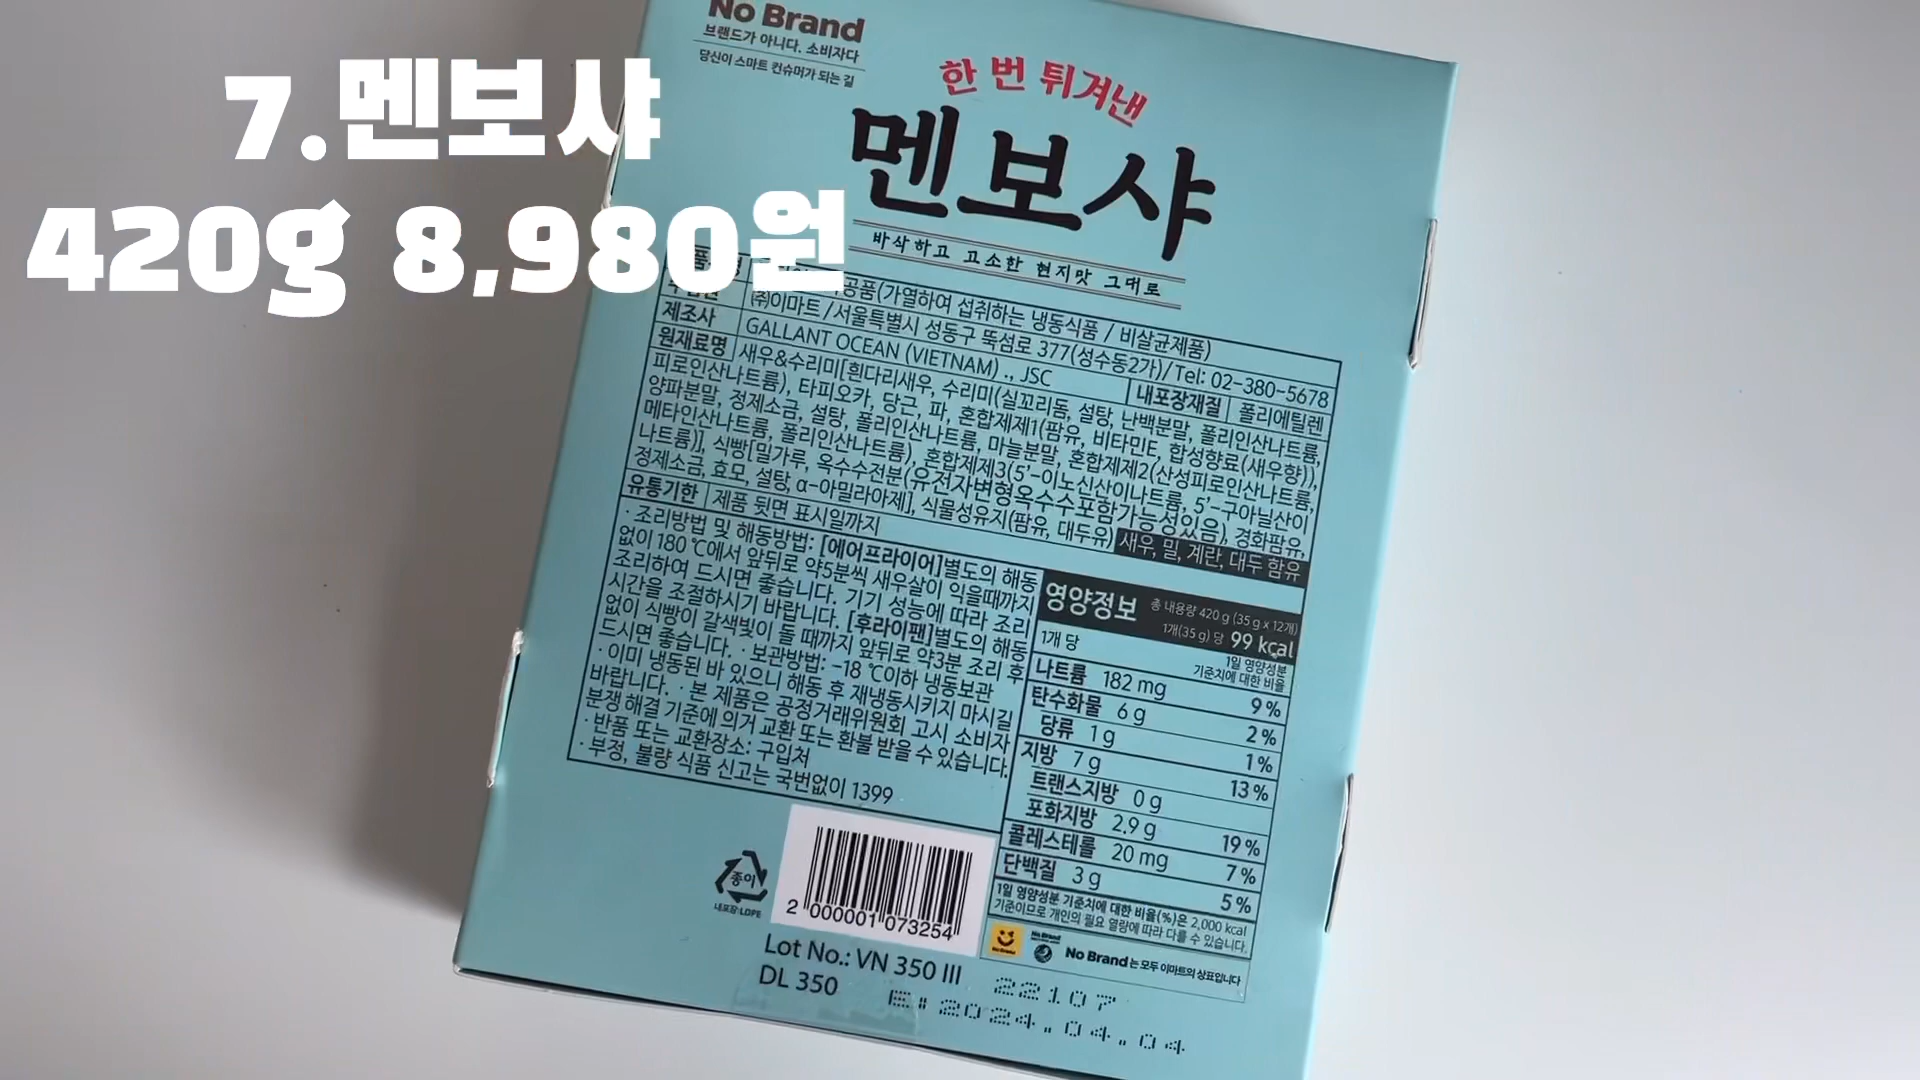 7.멘보샤
420g 8,980원
No Brand
브랜드가 아니다. 소비자다
당신이 스마트 컨슈머가 되는 길
한 번 튀겨낸
멘보샤
바삭하고 고소한 현지맛 그대로
공품(가열하여 섭취하는 냉동식품 / 비살균제품)
㈜이마트/서울특별시 성동구 뚝섬로 377(성수동2가)/Tel: 02-380-5678
제조사 GALLANT OCEAN (VIETNAM) ., JSC
내포장재질 폴리에틸렌
원재료명 새우&수리미[흰다리새우, 수리미(실꼬리돔, 설탕, 난백분말, 폴리인산나트륨,
피로인산나트륨), 타피오카, 당근, 파, 혼합제제1(팜유, 비타민E, 합성향료(새우향)),
양파분말, 정제소금, 설탕, 폴리인산나트륨, 마늘분말, 혼합제제2(산성피로인산나트륨,
메타인산나트륨, 폴리인산나트륨), 혼합제제3(5'-이노신산이나트륨, 5'-구아닐산이
나트륨)], 식빵[밀가루, 옥수수전분(유전자변형옥수수포함가능성있음), 경화팜유,
정제소금, 효모, 설탕, α-아밀라아제], 식물성유지(팜유, 대두유)
새우, 밀, 계란, 대두 함유
유통기한 제품 뒷면 표시일까지
· 조리방법 및 해동방법: [에어프라이어]별도의 해동
없이 180 ℃에서 앞뒤로 약5분씩 새우살이 익을때까지
조리하여 드시면 좋습니다. 기기 성능에 따라 조리
시간을 조절하시기 바랍니다. [후라이팬]별도의 해동
없이 식빵이 갈색빛이 돌 때까지 앞뒤로 약3분 조리 후
드시면 좋습니다. · 보관방법: -18 ℃이하 냉동보관
· 이미 냉동된 바 있으니 해동 후 재냉동시키지 마시길
바랍니다. · 본 제품은 공정거래위원회 고시 소비자
분쟁 해결 기준에 의거 교환 또는 환불 받을 수 있습니다.
· 반품 또는 교환장소: 구입처
· 부정, 불량 식품 신고는 국번없이 1399
영양정보 총 내용량 420 g (35 g x 12개)
1개(35 g) 당 99 kcal
1개 당 1일 영양성분
기준치에 대한 비율
나트륨 182 mg 9 %
탄수화물 6 g 2 %
당류 1 g 1 %
지방 7 g 13 %
트랜스지방 0 g
포화지방 2.9 g 19 %
콜레스테롤 20 mg 7 %
단백질 3 g 5 %
1일 영양성분 기준치에 대한 비율(%)은 2,000 kcal
기준이므로 개인의 필요 열량에 따라 다를 수 있습니다.
종이
내포장:LDPE
2 000001 073254
No Brand
No Brand는 모두 이마트의 상표입니다
Lot No.: VN 350 III
DL 350
22107
E: 2024.04.04